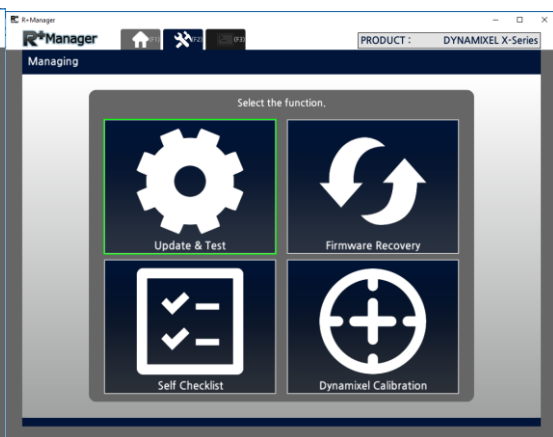 R+Manager
R+Manager (F1) (F2) (F3) PRODUCT : DYNAMIXEL X-Series
Managing
Select the function.
Update & Test Firmware Recovery
Self Checklist Dynamixel Calibration